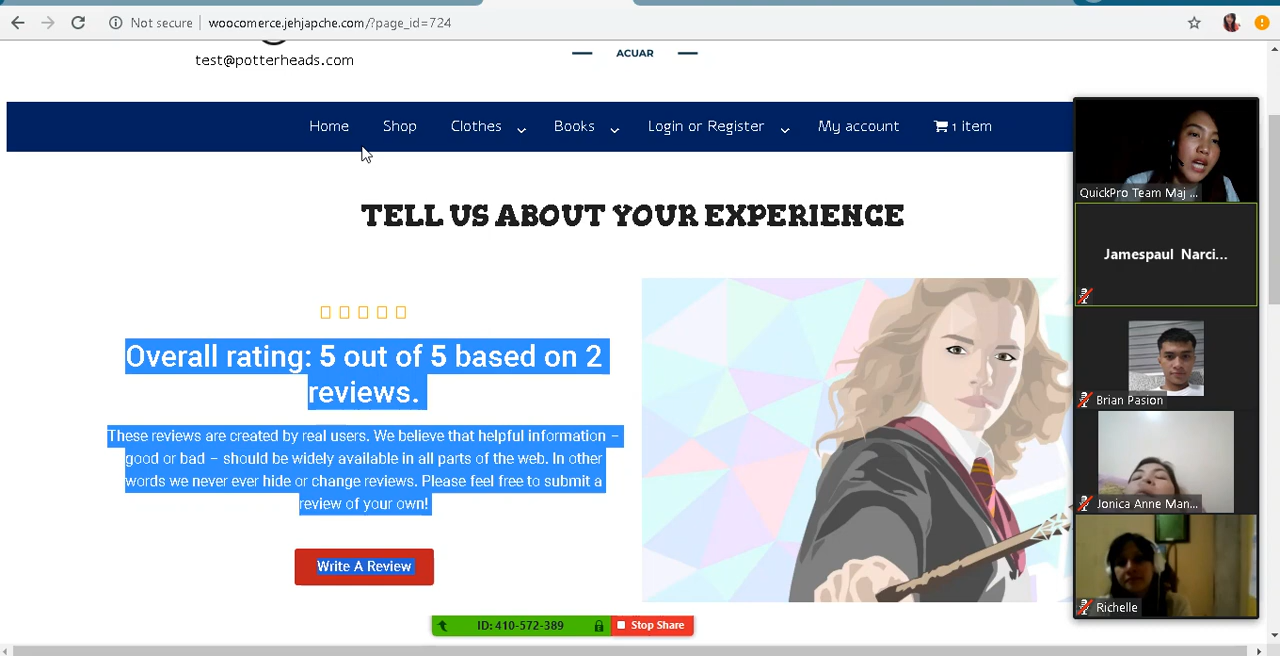 Not secure
woocomerce.jehjapche.com/?page_id=724
test@potterheads.com
ACUAR
Home Shop Clothes Books Login or Register My account 1 item
TELL US ABOUT YOUR EXPERIENCE
Overall rating: 5 out of 5 based on 2
reviews.
These reviews are created by real users. We believe that helpful information –
good or bad – should be widely available in all parts of the web. In other
words we never ever hide or change reviews. Please feel free to submit a
review of your own!
Write A Review
ID: 410-572-389 Stop Share
QuickPro Team Maj ...
Jamespaul Narci...
Brian Pasion
Jonica Anne Man...
Richelle